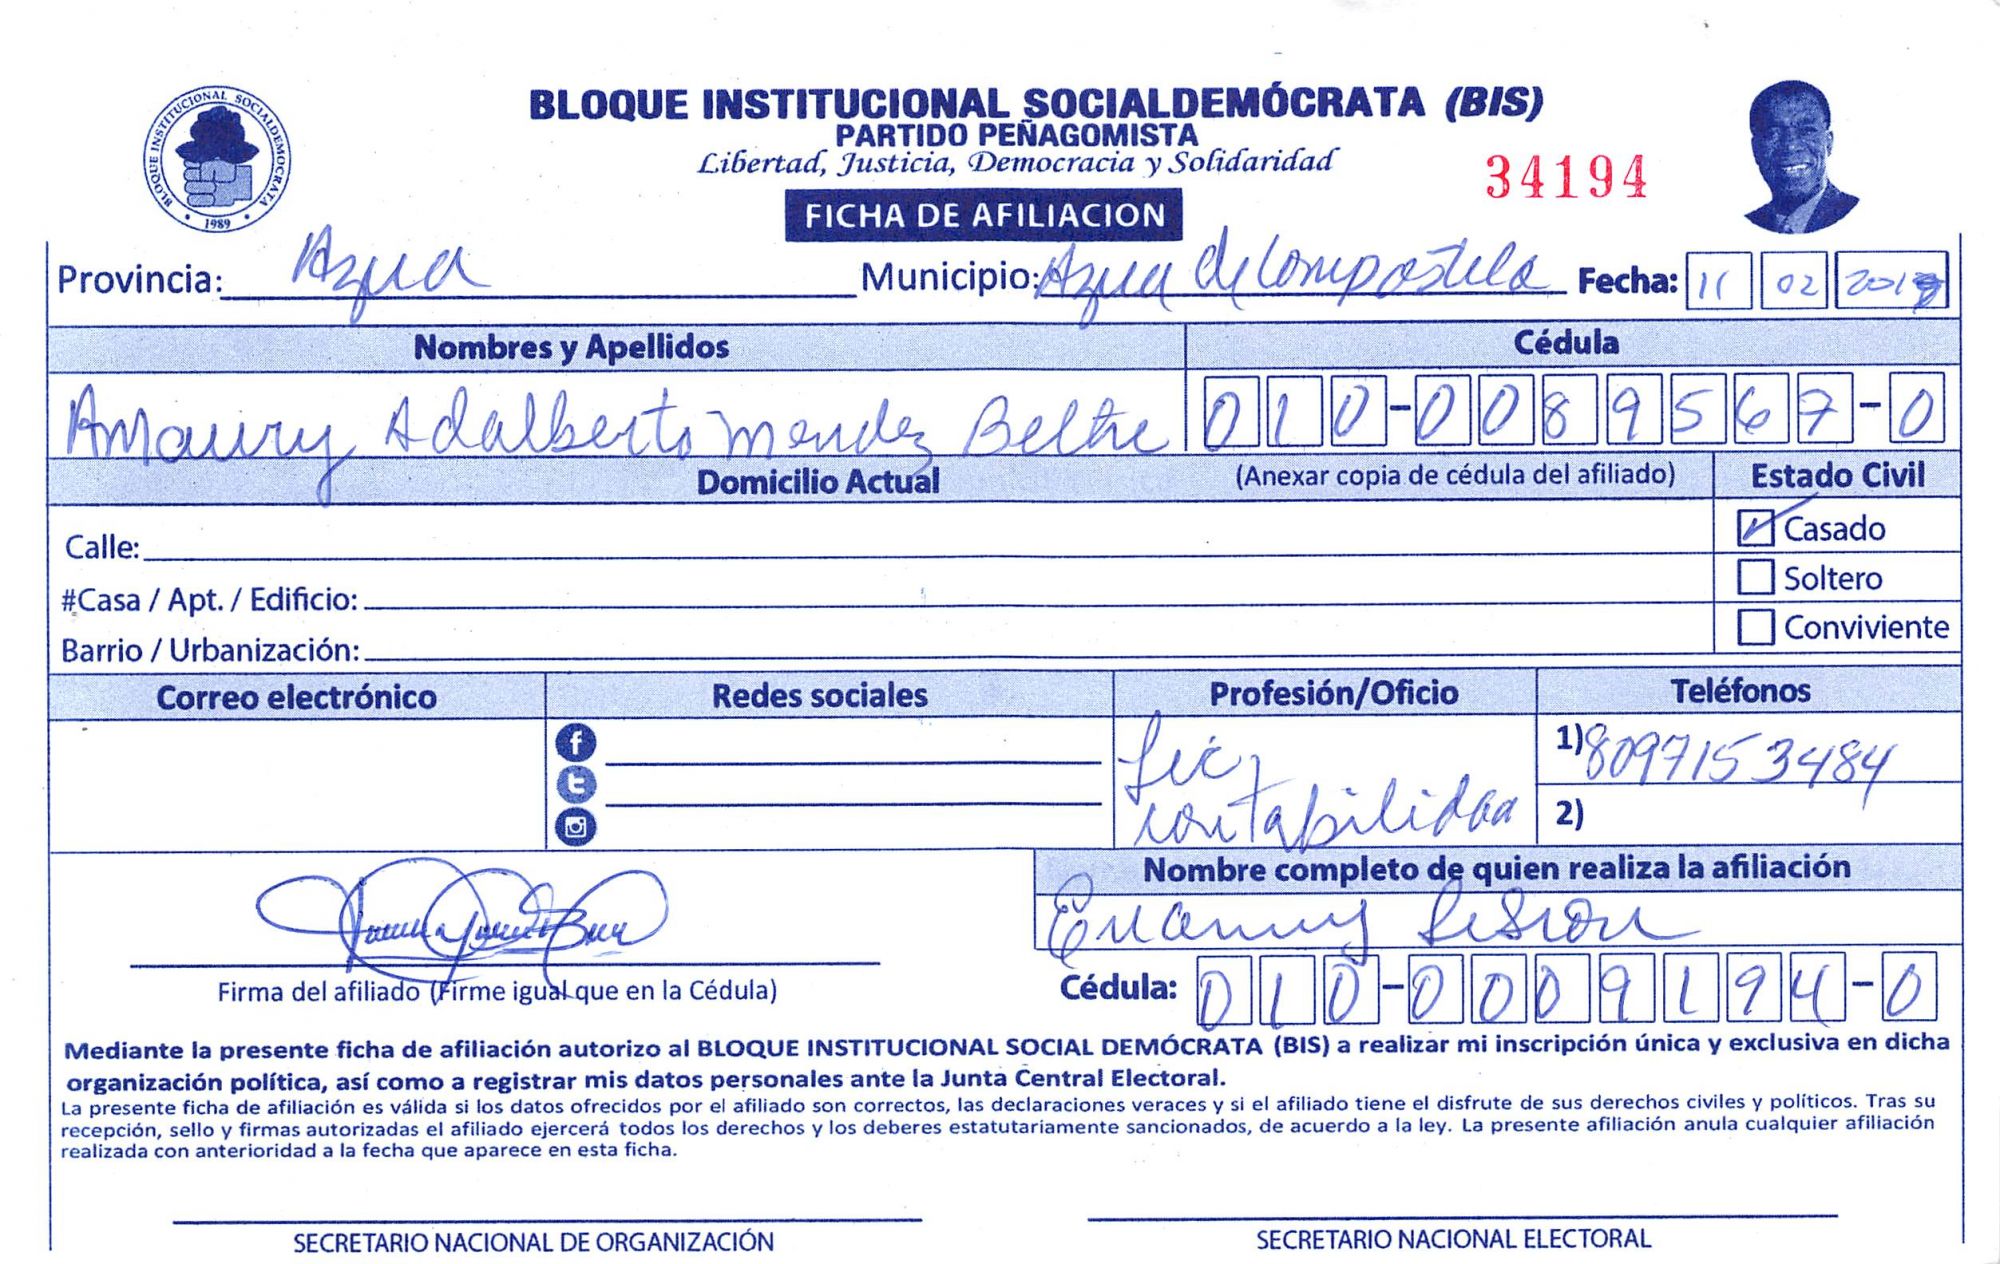 BLOQUE INSTITUCIONAL SOCIALDEMÓCRATA (BIS)
PARTIDO PEÑAGOMISTA
Libertad, Justicia, Democracia y Solidaridad
34194
FICHA DE AFILIACION
BLOQUE INSTITUCIONAL SOCIALDEMOCRATA
1989
Provincia: Azua Municipio: Azua de Compostela Fecha: 11 02 201
Nombres y Apellidos Cédula
Amaury Adalberto Mendez Beltre 010-0089567-0
Domicilio Actual (Anexar copia de cédula del afiliado) Estado Civil
Calle: Casado
#Casa / Apt. / Edificio: Soltero
Barrio / Urbanización: Conviviente
Correo electrónico Redes sociales Profesión/Oficio Teléfonos
Lic, 1) 8097153484
contabilidad 2)
Nombre completo de quien realiza la afiliación
Firma del afiliado (Firme igual que en la Cédula) Cédula: 010-0009194-0
Mediante la presente ficha de afiliación autorizo al BLOQUE INSTITUCIONAL SOCIAL DEMÓCRATA (BIS) a realizar mi inscripción única y exclusiva en dicha
organización política, así como a registrar mis datos personales ante la Junta Central Electoral.
La presente ficha de afiliación es válida si los datos ofrecidos por el afiliado son correctos, las declaraciones veraces y si el afiliado tiene el disfrute de sus derechos civiles y políticos. Tras su
recepción, sello y firmas autorizadas el afiliado ejercerá todos los derechos y los deberes estatutariamente sancionados, de acuerdo a la ley. La presente afiliación anula cualquier afiliación
realizada con anterioridad a la fecha que aparece en esta ficha.
SECRETARIO NACIONAL DE ORGANIZACIÓN SECRETARIO NACIONAL ELECTORAL